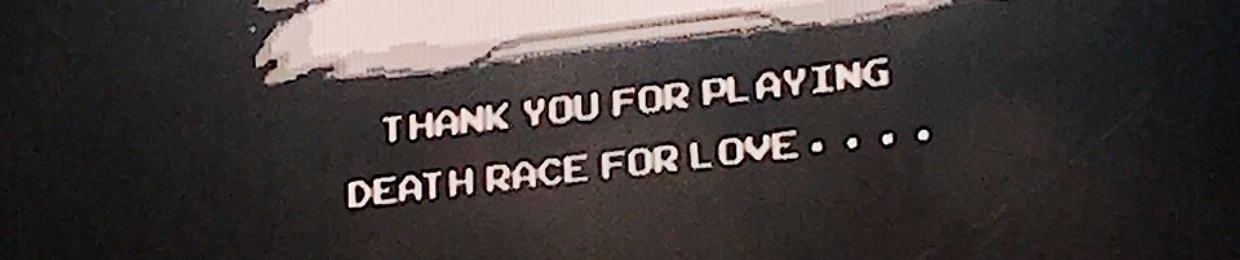 THANK YOU FOR PLAYING
DEATH RACE FOR LOVE....